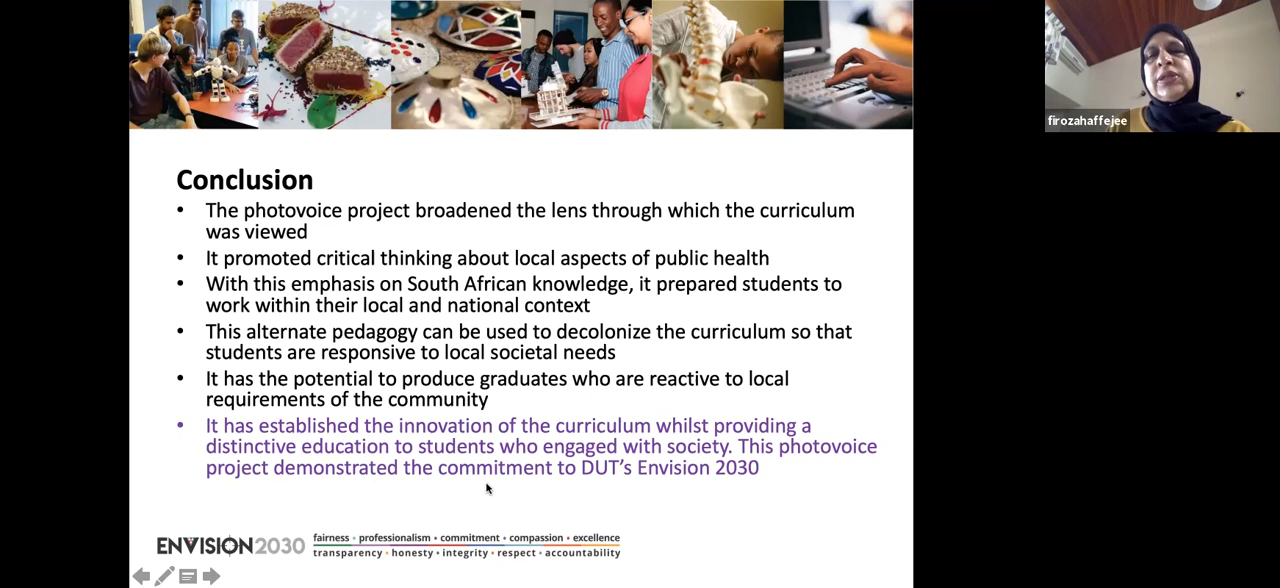 firozahaffejee
Conclusion
• The photovoice project broadened the lens through which the curriculum
was viewed
• It promoted critical thinking about local aspects of public health
• With this emphasis on South African knowledge, it prepared students to
work within their local and national context
• This alternate pedagogy can be used to decolonize the curriculum so that
students are responsive to local societal needs
• It has the potential to produce graduates who are reactive to local
requirements of the community
• It has established the innovation of the curriculum whilst providing a
distinctive education to students who engaged with society. This photovoice
project demonstrated the commitment to DUT’s Envision 2030
ENVISION2030
fairness • professionalism • commitment • compassion • excellence
transparency • honesty • integrity • respect • accountability